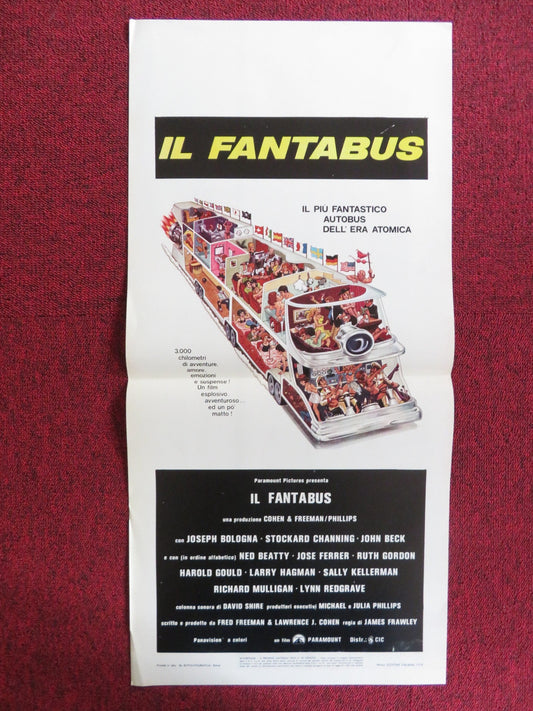 IL FANTABUS
IL PIÙ FANTASTICO
AUTOBUS
DELL' ERA ATOMICA
3.000
chilometri
di avventure,
amore,
emozioni
e suspense!
Un film
esplosivo
avventuroso...
ed un pò
matto!
Paramount Pictures presenta
IL FANTABUS
una produzione COHEN & FREEMAN/PHILLIPS
con JOSEPH BOLOGNA · STOCKARD CHANNING · JOHN BECK
e con (in ordine alfabetico) NED BEATTY · JOSE FERRER · RUTH GORDON
HAROLD GOULD · LARRY HAGMAN · SALLY KELLERMAN
RICHARD MULLIGAN · LYNN REDGRAVE
colonna sonora di DAVID SHIRE produttori esecutivi MICHAEL e JULIA PHILLIPS
scritto e prodotto da FRED FREEMAN & LAWRENCE J. COHEN regia di JAMES FRAWLEY
Panavision a colori un film PARAMOUNT Distr.: CIC